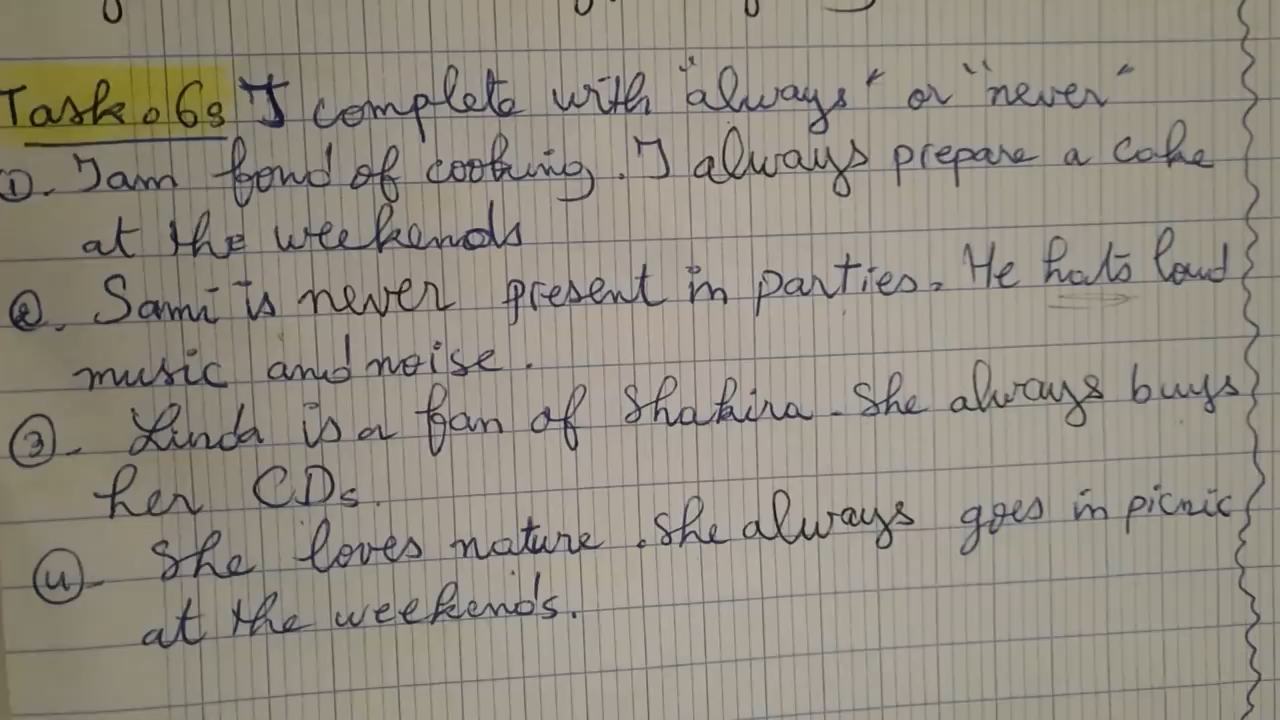 Task 06: I complete with "always" or "never"
①. I am fond of cooking. I always prepare a cake
at the weekends
②. Sami is never present in parties. He hats loud
music and noise.
③. Linda is a fan of Shakira. She always buys
her CDs.
④- She loves nature. She always goes in picnic
at the weekends.